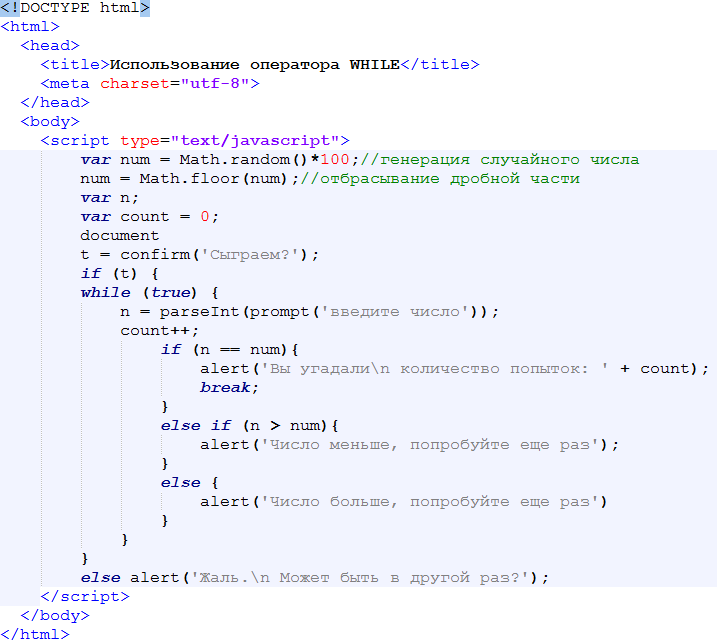 <!DOCTYPE html>
<html>
  <head>
    <title>Использование оператора WHILE</title>
    <meta charset="utf-8">
  </head>
  <body>
    <script type="text/javascript">
        var num = Math.random()*100;//генерация случайного числа
        num = Math.floor(num);//отбрасывание дробной части
        var n;
        var count = 0;
        document
        t = confirm('Сыграем?');
        if (t) {
        while (true) {
            n = parseInt(prompt('введите число'));
            count++;
                if (n == num){
                    alert('Вы угадали\n количество попыток: ' + count);
                    break;
                }
                else if (n > num){
                    alert('Число меньше, попробуйте еще раз');
                }
                else {
                    alert('Число больше, попробуйте еще раз')
                }
            }
        }
        else alert('Жаль.\n Может быть в другой раз?');
    </script>
  </body>
</html>